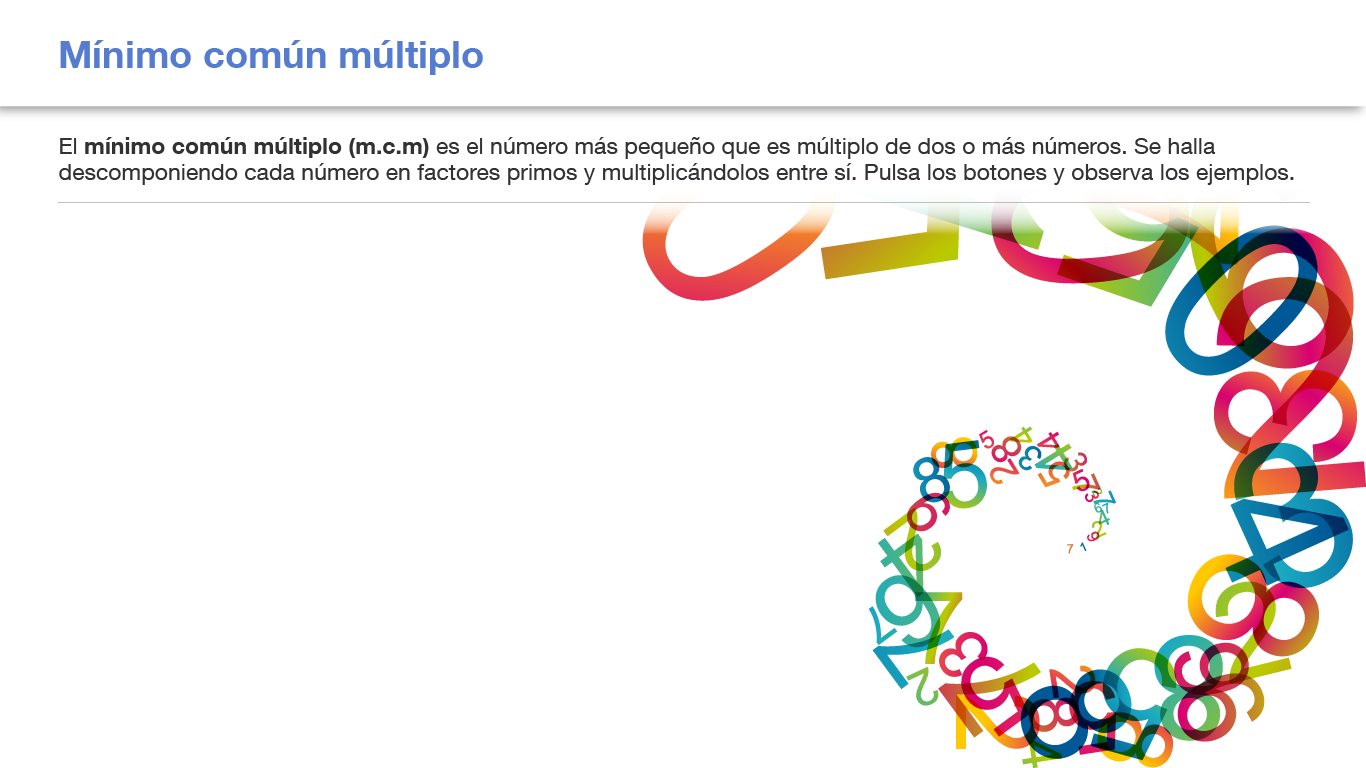 Mínimo común múltiplo
El mínimo común múltiplo (m.c.m) es el número más pequeño que es múltiplo de dos o más números. Se halla
descomponiendo cada número en factores primos y multiplicándolos entre sí. Pulsa los botones y observa los ejemplos.